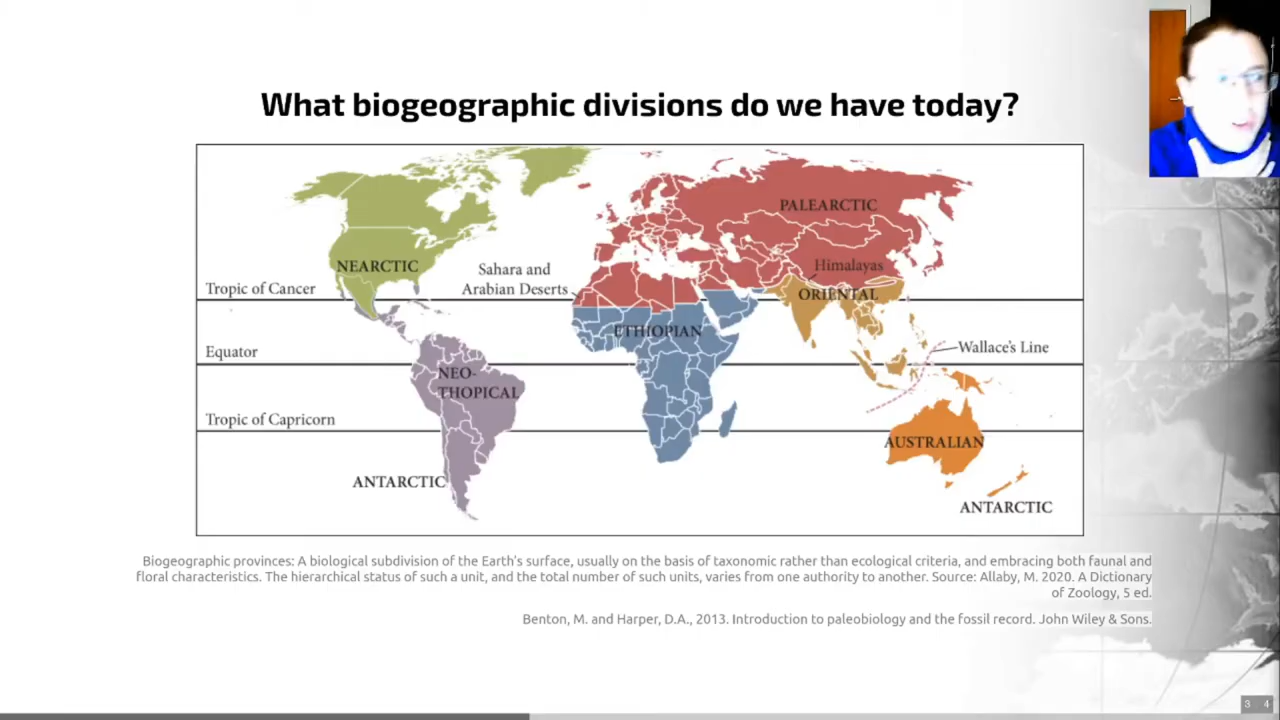 What biogeographic divisions do we have today?
PALEARCTIC
NEARCTIC
Sahara and
Arabian Deserts
Himalayas
Tropic of Cancer
ORIENTAL
ETHIOPIAN
Equator
Wallace's Line
NEO-
THOPICAL
Tropic of Capricorn
AUSTRALIAN
ANTARCTIC
ANTARCTIC
Biogeographic provinces: A biological subdivision of the Earth's surface, usually on the basis of taxonomic rather than ecological criteria, and embracing both faunal and
floral characteristics. The hierarchical status of such a unit, and the total number of such units, varies from one authority to another. Source: Allaby, M. 2020. A Dictionary
of Zoology, 5 ed.
Benton, M. and Harper, D.A., 2013. Introduction to paleobiology and the fossil record. John Wiley & Sons.
3 4